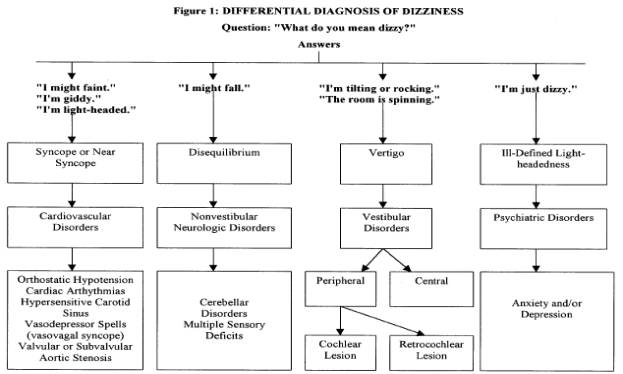 Figure 1: DIFFERENTIAL DIAGNOSIS OF DIZZINESS
Question: "What do you mean dizzy?"
Answers
"I might faint."
"I'm giddy."
"I'm light-headed."
"I might fall."
"I'm tilting or rocking."
"The room is spinning."
"I'm just dizzy."
Syncope or Near
Syncope
Disequilibrium
Vertigo
Ill-Defined Light-
headedness
Cardiovascular
Disorders
Nonvestibular
Neurologic Disorders
Vestibular
Disorders
Psychiatric Disorders
Orthostatic Hypotension
Cardiac Arthythmias
Hypersensitive Carotid
Sinus
Vasodepressor Spells
(vasovagal syncope)
Valvular or Subvalvular
Aortic Stenosis
Cerebellar
Disorders
Multiple Sensory
Deficits
Peripheral
Central
Cochlear
Lesion
Retrocochlear
Lesion
Anxiety and/or
Depression